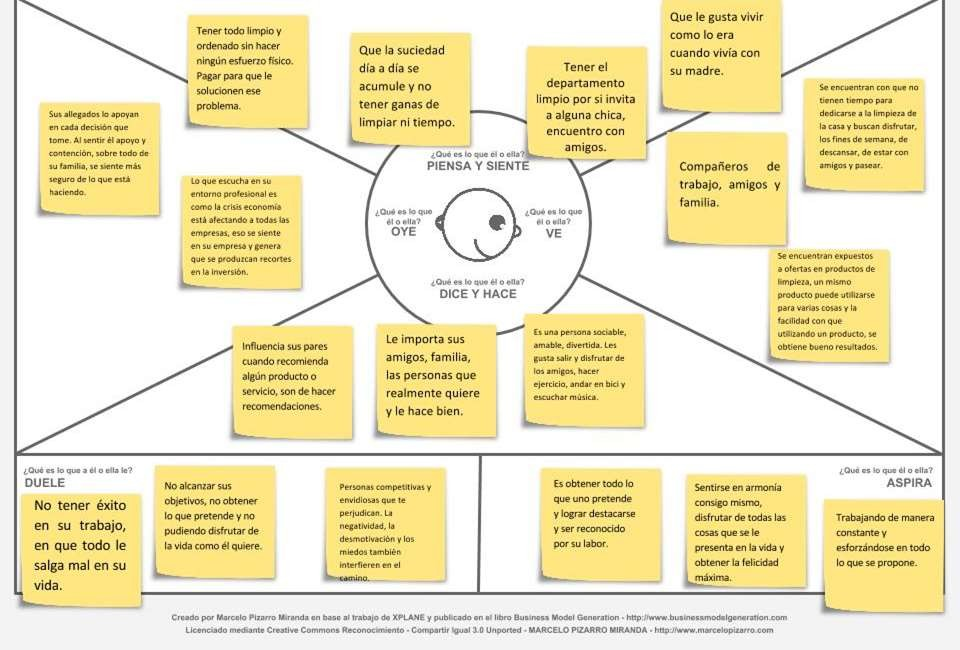 Tener todo limpio y
ordenado sin hacer
ningún esfuerzo físico.
Pagar para que le
solucionen ese
problema.
Que la suciedad
día a día se
acumule y no
tener ganas de
limpiar ni tiempo.
Tener el
departamento
limpio por si invita
a alguna chica,
encuentro con
amigos.
Que le gusta vivir
como lo era
cuando vivía con
su madre.
Sus allegados lo apoyan
en cada decisión que
tome. Al sentir él apoyo y
contención, sobre todo de
su familia, se siente más
seguro de lo que está
haciendo.
Lo que escucha en su
entorno profesional es
como la crisis economía
está afectando a todas las
empresas, eso se siente
en su empresa y genera
que se produzcan recortes
en la inversión.
¿Qué es lo que él o ella?
PIENSA Y SIENTE
¿Qué es lo que
él o ella?
OYE
¿Qué es lo que
él o ella?
VE
¿Qué es lo que él o ella?
DICE Y HACE
Compañeros de
trabajo, amigos y
familia.
Se encuentran con que no
tienen tiempo para
dedicarse a la limpieza de
la casa y buscan disfrutar,
los fines de semana, de
descansar, de estar con
amigos y pasear.
Se encuentran expuestos
a ofertas en productos de
limpieza, un mismo
producto puede utilizarse
para varias cosas y la
facilidad con que
utilizando un producto, se
obtiene bueno resultados.
Influencia sus pares
cuando recomienda
algún producto o
servicio, son de hacer
recomendaciones.
Le importa sus
amigos, familia,
las personas que
realmente quiere
y le hace bien.
Es una persona sociable,
amable, divertida. Les
gusta salir y disfrutar de
los amigos, hacer
ejercicio, andar en bici y
escuchar música.
¿Qué es lo que a él o ella le?
DUELE
No tener éxito
en su trabajo,
en que todo le
salga mal en su
vida.
No alcanzar sus
objetivos, no obtener
lo que pretende y no
pudiendo disfrutar de
la vida como él quiere.
Personas competitivas y
envidiosas que te
perjudican. La
negatividad, la
desmotivación y los
miedos también
interfieren en el
camino.
¿Qué es lo que él o ella?
ASPIRA
Es obtener todo lo
que uno pretende
y lograr destacarse
y ser reconocido
por su labor.
Sentirse en armonía
consigo mismo,
disfrutar de todas las
cosas que se le
presenta en la vida y
obtener la felicidad
máxima.
Trabajando de manera
constante y
esforzándose en todo
lo que se propone.
Creado por Marcelo Pizarro Miranda en base al trabajo de XPLANE y publicado en el libro Business Model Generation - http://www.businessmodelgeneration.com
Licenciado mediante Creative Commons Reconocimiento - Compartir Igual 3.0 Unported - MARCELO PIZARRO MIRANDA - http://www.marcelopizarro.com